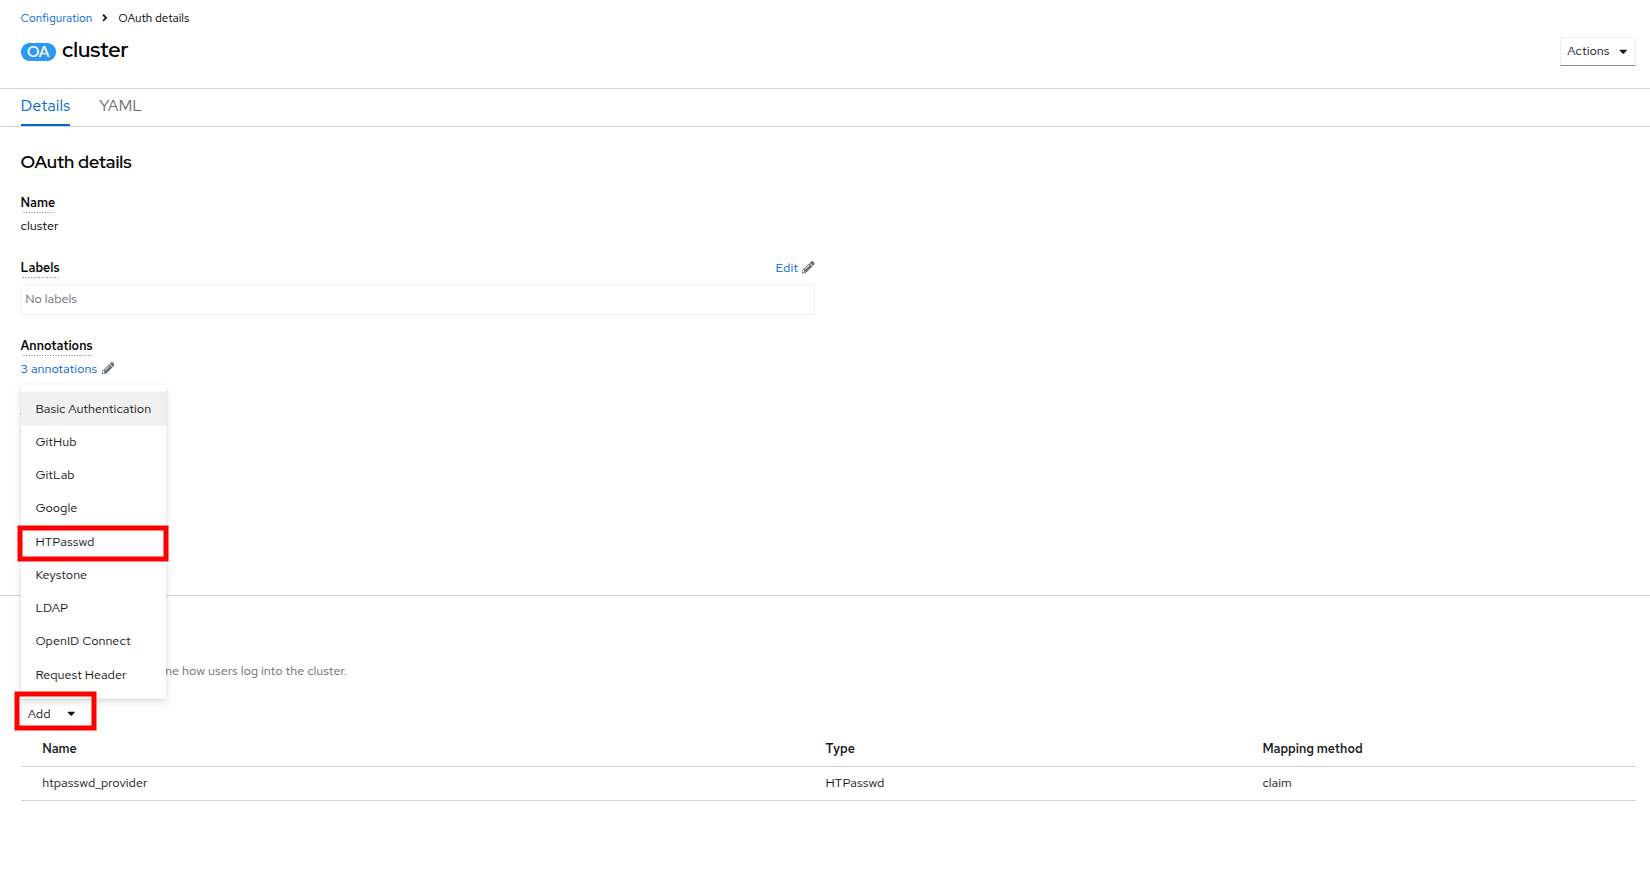 Configuration > OAuth details
OA cluster
Actions
Details YAML
OAuth details
Name
cluster
Labels Edit
No labels
Annotations
3 annotations
Basic Authentication
GitHub
GitLab
Google
HTPasswd
Keystone
LDAP
OpenID Connect
Request Header
how users log into the cluster.
Add
Name Type Mapping method
htpasswd_provider HTPasswd claim